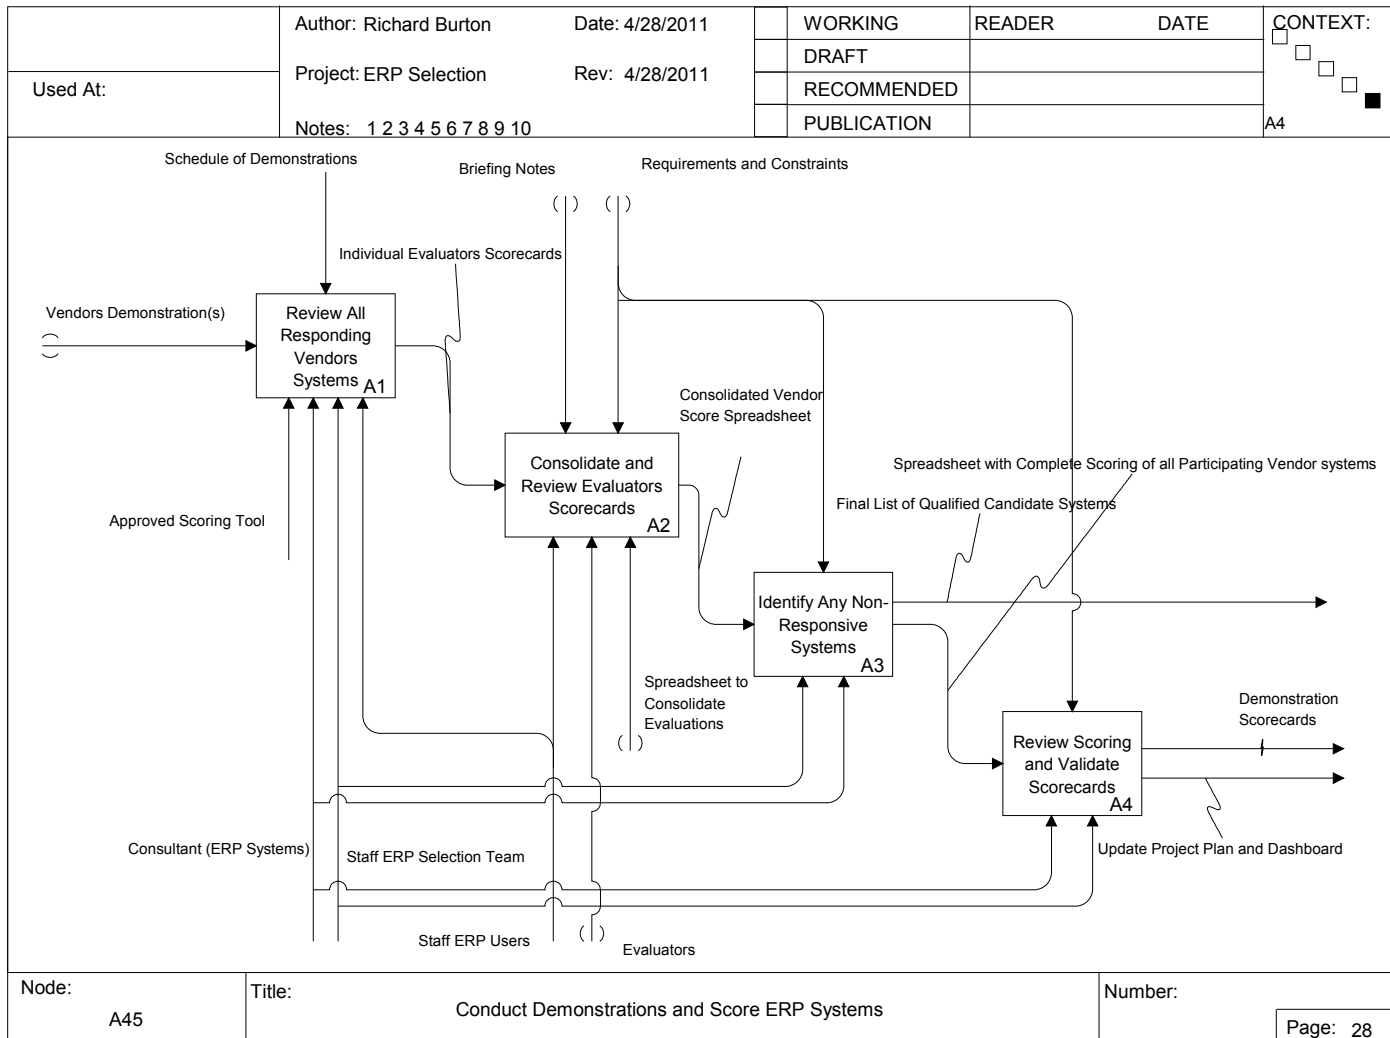 Used At:
Author: Richard Burton
Date: 4/28/2011
Project: ERP Selection
Rev: 4/28/2011
Notes: 1 2 3 4 5 6 7 8 9 10
WORKING
DRAFT
RECOMMENDED
PUBLICATION
READER
DATE
CONTEXT:
A4
Schedule of Demonstrations
Briefing Notes
Requirements and Constraints
Individual Evaluators Scorecards
Vendors Demonstration(s)
Review All
Responding
Vendors
Systems
A1
Consolidated Vendor
Score Spreadsheet
Consolidate and
Review Evaluators
Scorecards
A2
Spreadsheet with Complete Scoring of all Participating Vendor systems
Final List of Qualified Candidate Systems
Approved Scoring Tool
Identify Any Non-
Responsive
Systems
A3
Spreadsheet to
Consolidate
Evaluations
Demonstration
Scorecards
Review Scoring
and Validate
Scorecards
A4
Consultant (ERP Systems)
Staff ERP Selection Team
Update Project Plan and Dashboard
Staff ERP Users
Evaluators
Node:
A45
Title:
Conduct Demonstrations and Score ERP Systems
Number:
Page: 28